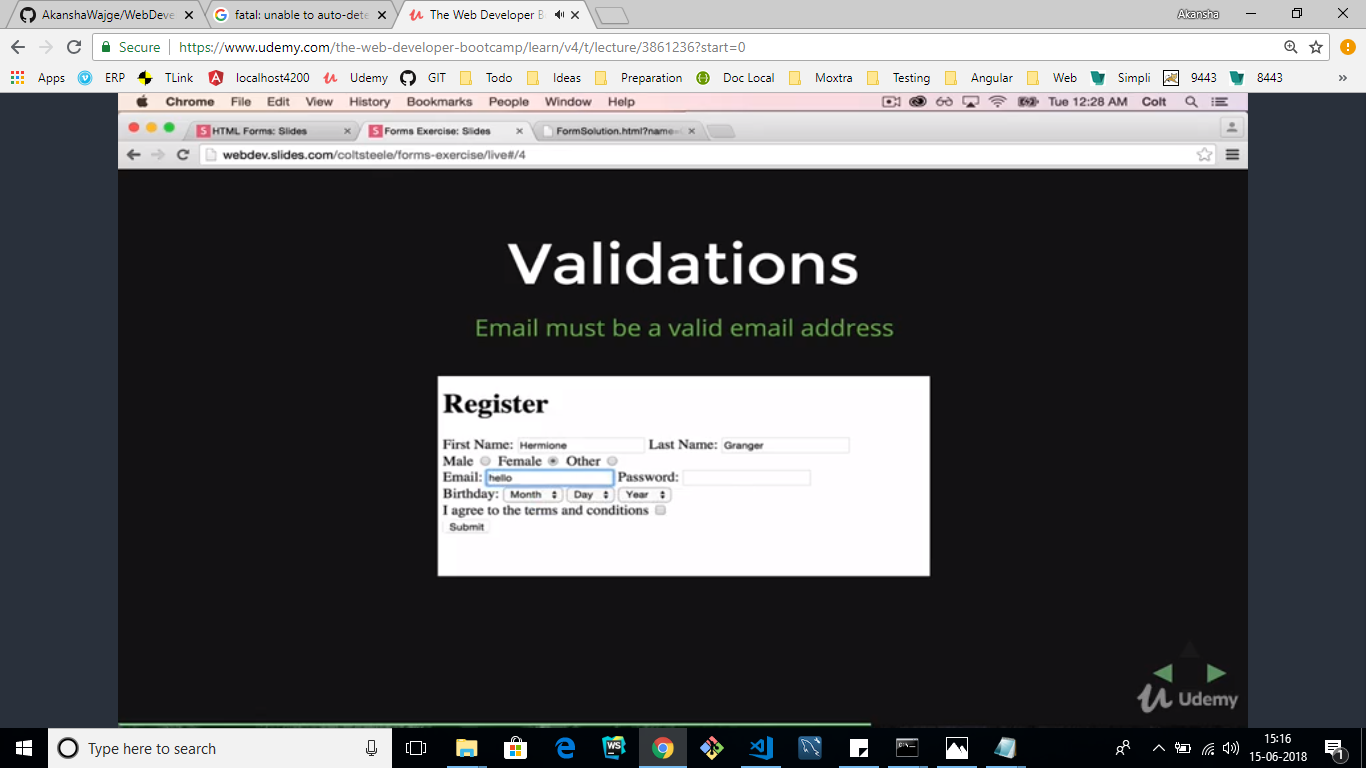 AkanshaWajge/WebDeve
fatal: unable to auto-dete
The Web Developer B
Akansha
Secure
https://www.udemy.com/the-web-developer-bootcamp/learn/v4/t/lecture/3861236?start=0
Apps ERP TLink localhost4200 Udemy GIT Todo Ideas Preparation Doc Local Moxtra Testing Angular Web Simpli 9443 8443 »
Chrome File Edit View History Bookmarks People Window Help Tue 12:28 AM Colt
HTML Forms: Slides
Forms Exercise: Slides
FormSolution.html?name=
webdev.slides.com/coltsteele/forms-exercise/live#/4
Validations
Email must be a valid email address
Register
First Name: Hermione Last Name: Granger
Male Female Other
Email: hello Password:
Birthday: Month Day Year
I agree to the terms and conditions
Submit
Udemy
Type here to search
WS
15:16
15-06-2018
1